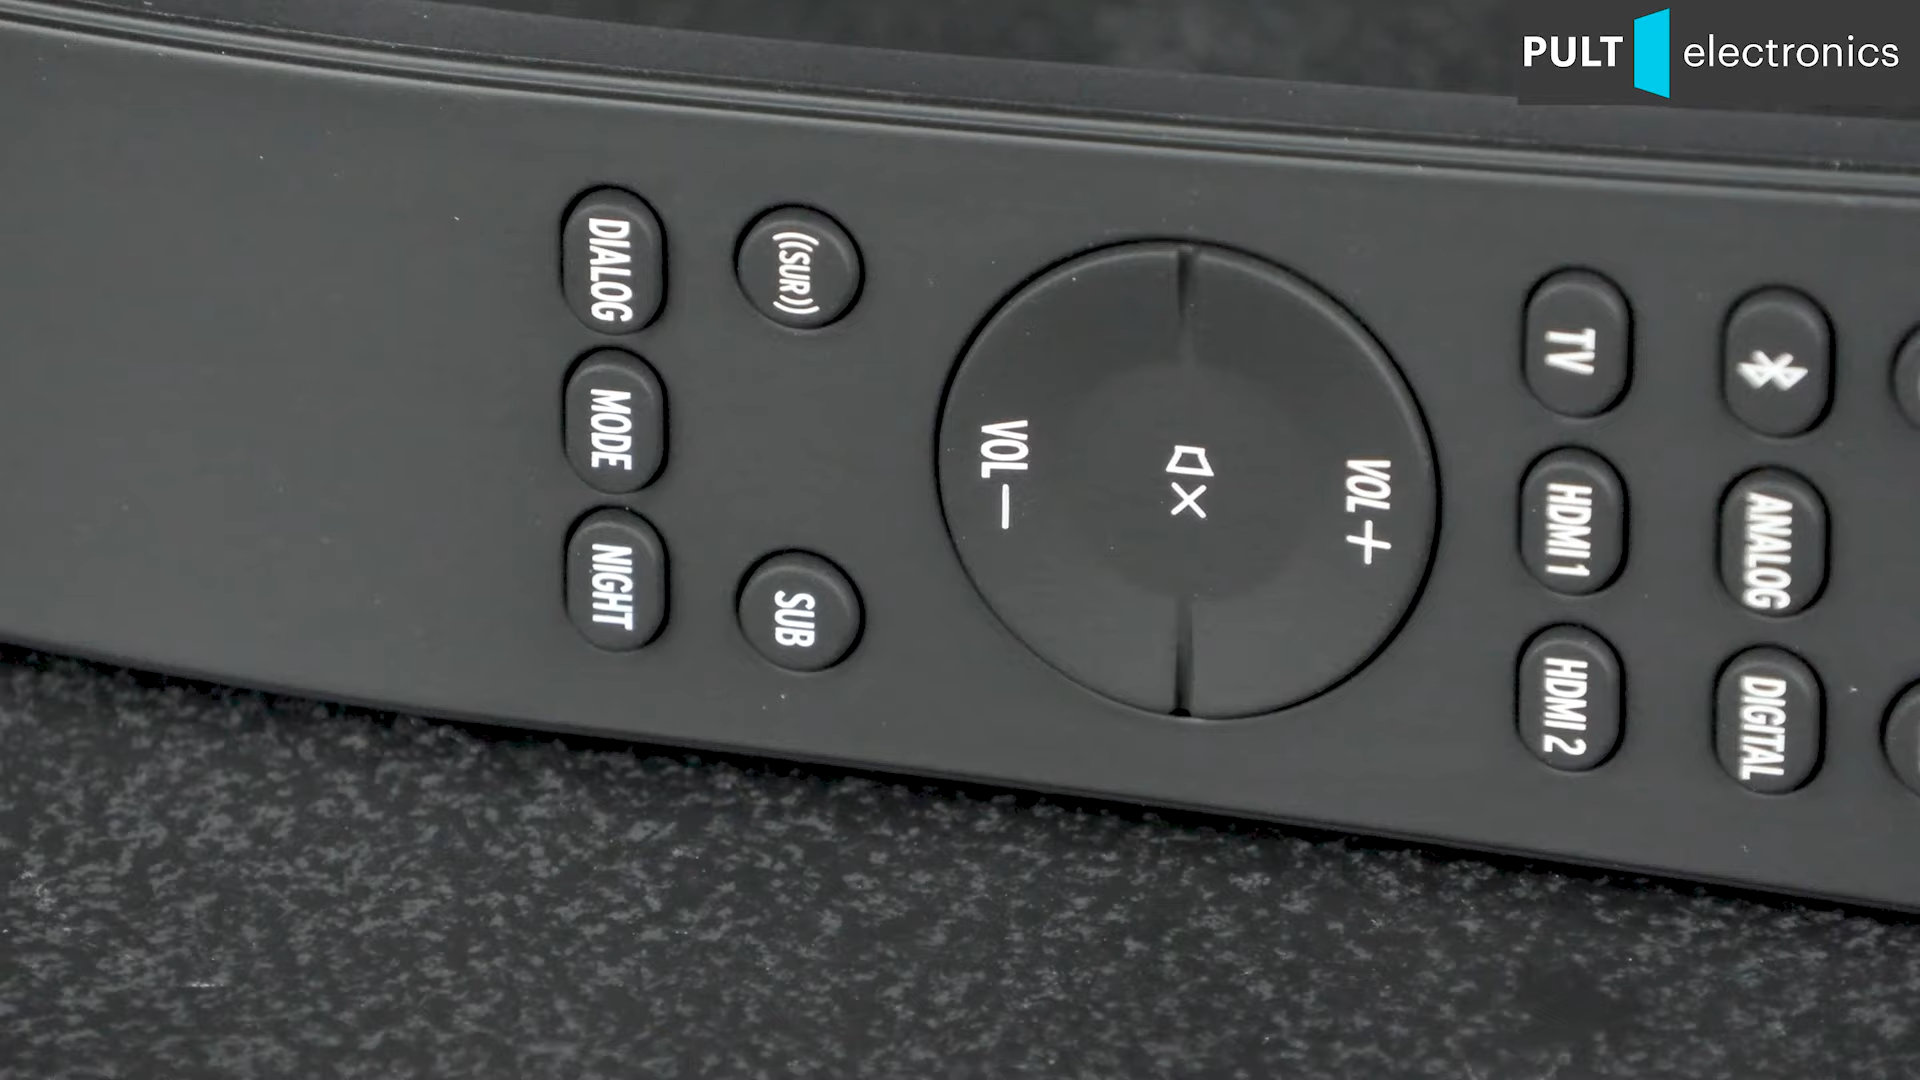 PULT electronics
DIALOG
MODE
NIGHT
((SUR))
SUB
VOL −
VOL +
TV
HDMI 1
HDMI 2
ANALOG
DIGITAL